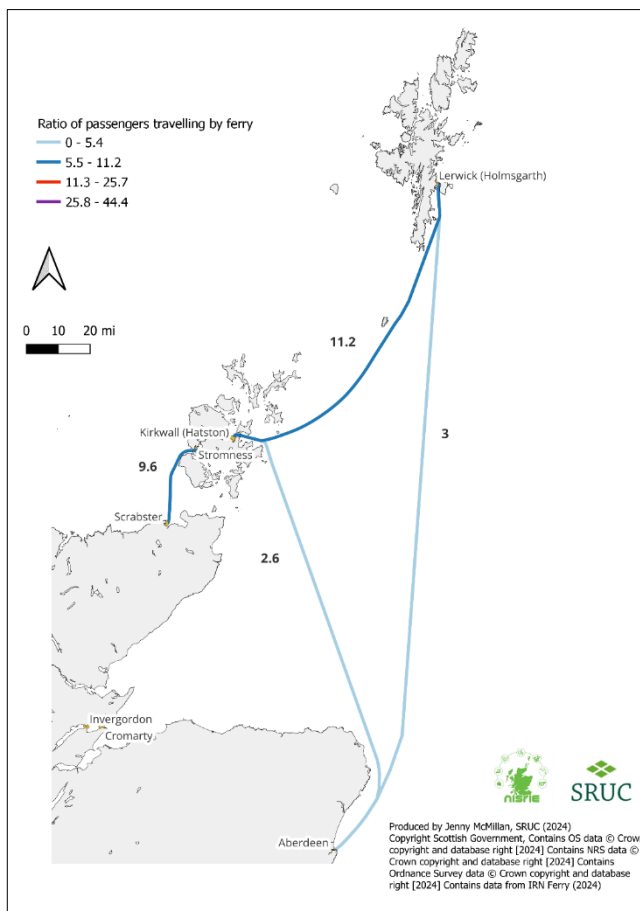 Ratio of passengers travelling by ferry
0 - 5.4
5.5 - 11.2
11.3 - 25.7
25.8 - 44.4
Lerwick (Holmsgarth)
0 10 20 mi
11.2
Kirkwall (Hatston)
Stromness
3
9.6
Scrabster
2.6
Invergordon
Cromarty
nisrie
SRUC
Aberdeen
Produced by Jenny McMillan, SRUC (2024)
Copyright Scottish Government, Contains OS data © Crow
copyright and database right [2024] Contains NRS data ©
Crown copyright and database right [2024] Contains
Ordnance Survey data © Crown copyright and database
right [2024] Contains data from IRN Ferry (2024)